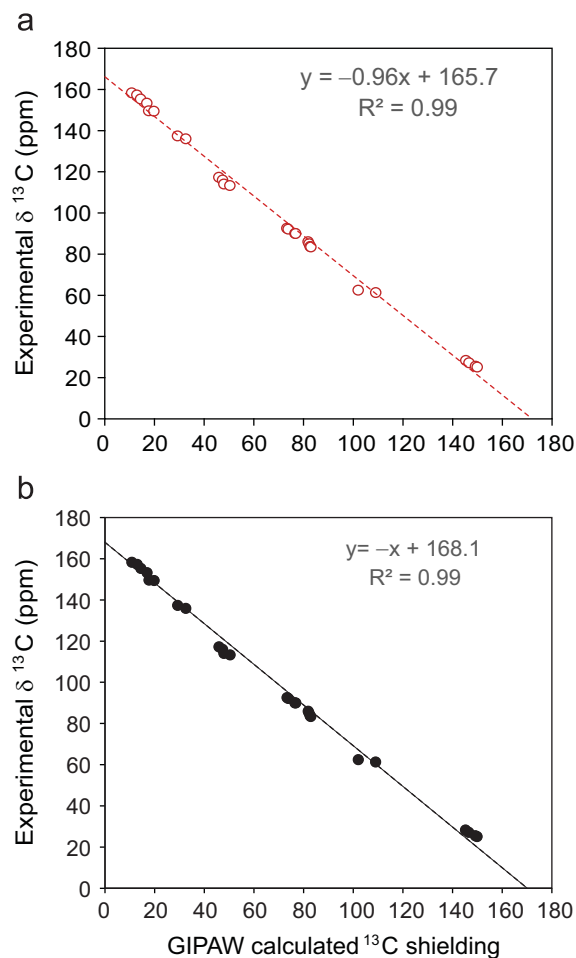 a
180
160
140
120
100
80
60
40
20
0
Experimental δ ¹³C (ppm)
y = –0.96x + 165.7
R² = 0.99
0 20 40 60 80 100 120 140 160 180
b
180
160
140
120
100
80
60
40
20
0
Experimental δ ¹³C (ppm)
y= –x + 168.1
R² = 0.99
0 20 40 60 80 100 120 140 160 180
GIPAW calculated ¹³C shielding